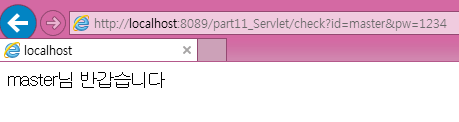 http://localhost:8089/part11_Servlet/check?id=master&pw=1234
localhost
master님 반갑습니다